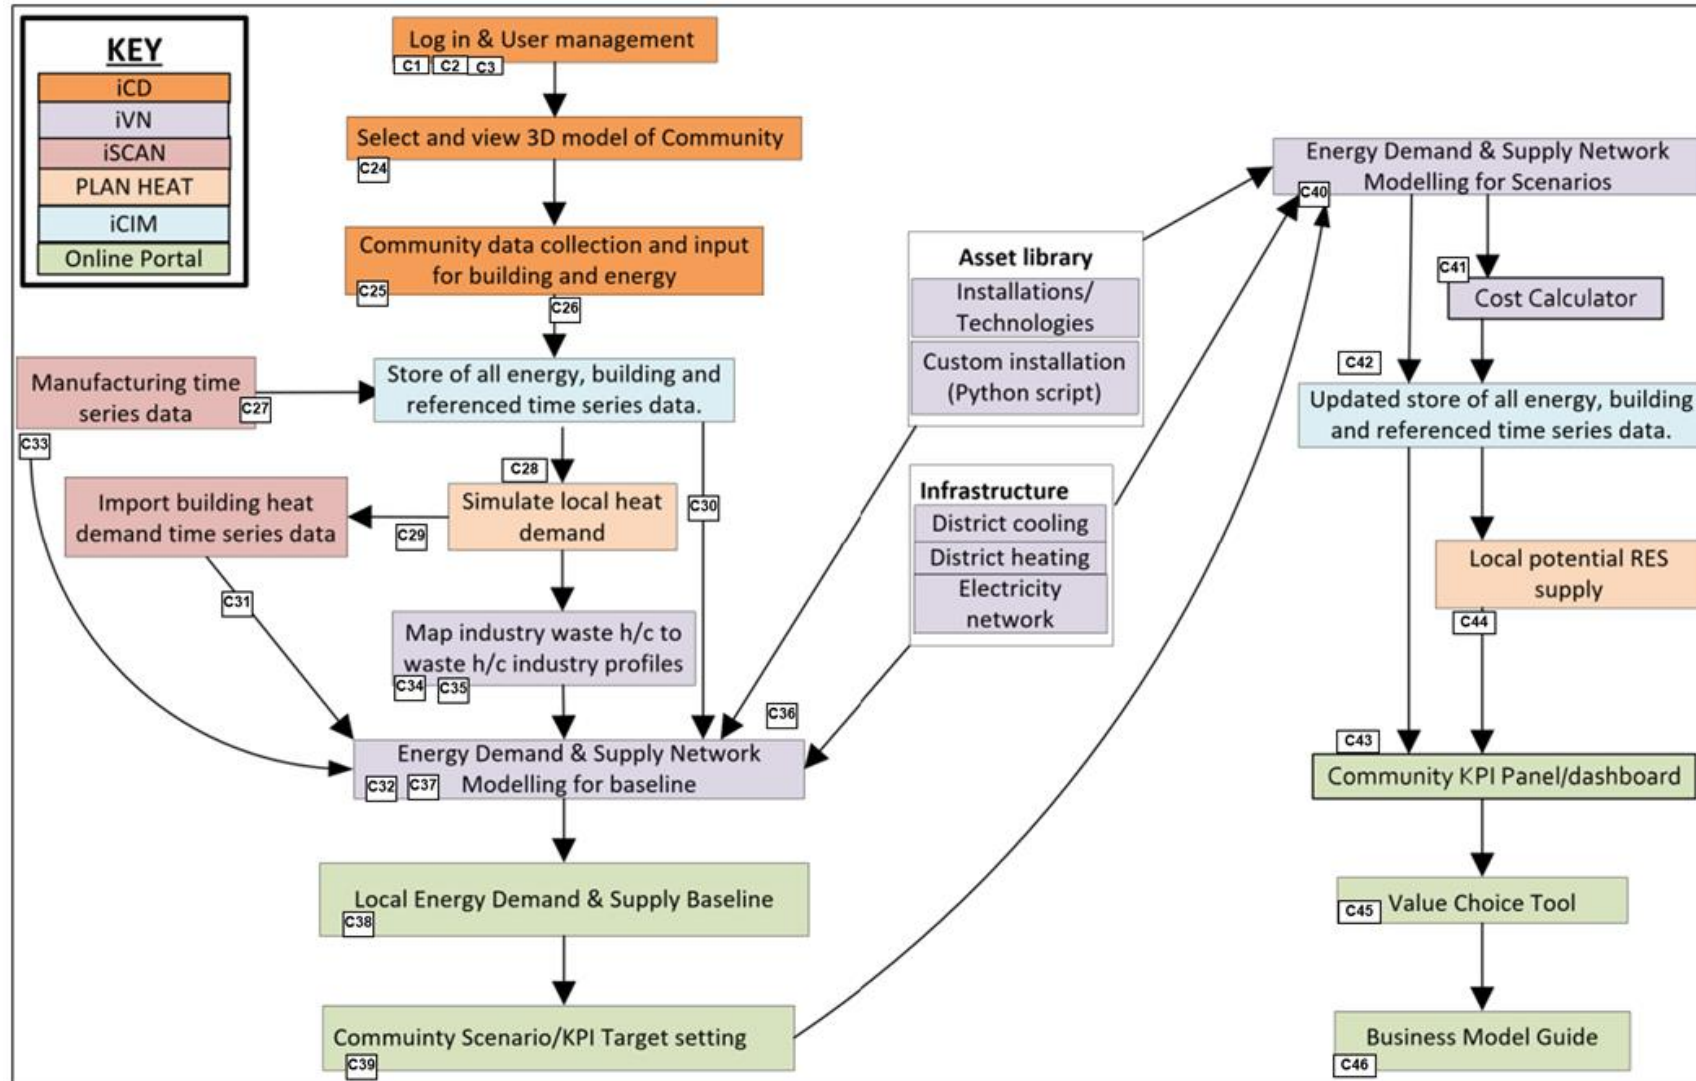 KEY
iCD
iVN
iSCAN
PLAN HEAT
iCIM
Online Portal
Log in & User management
C1
C2
C3
Select and view 3D model of Community
C24
Community data collection and input
for building and energy
C25
C26
Manufacturing time
series data
C27
C33
Store of all energy, building and
referenced time series data.
C28
C30
Import building heat
demand time series data
C29
Simulate local heat
demand
C31
Map industry waste h/c to
waste h/c industry profiles
C34
C35
C36
Energy Demand & Supply Network
Modelling for baseline
C32
C37
Local Energy Demand & Supply Baseline
C38
Commuinty Scenario/KPI Target setting
C39
Asset library
Installations/
Technologies
Custom installation
(Python script)
Infrastructure
District cooling
District heating
Electricity
network
Energy Demand & Supply Network
Modelling for Scenarios
C40
C41
Cost Calculator
C42
Updated store of all energy, building
and referenced time series data.
Local potential RES
supply
C44
C43
Community KPI Panel/dashboard
Value Choice Tool
C45
Business Model Guide
C46